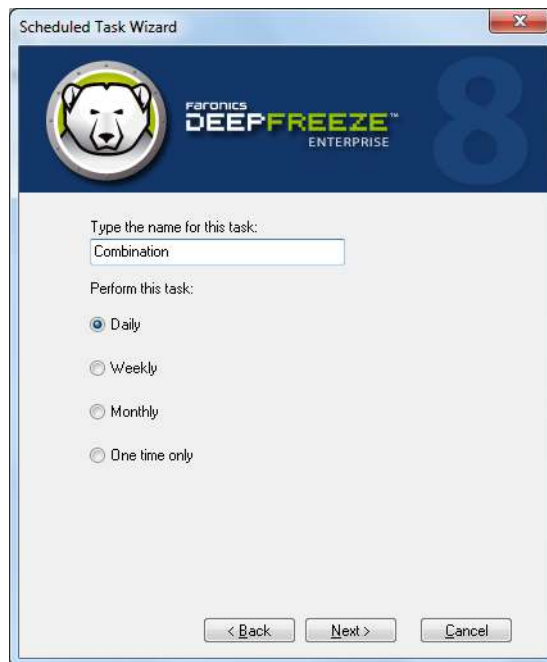 Scheduled Task Wizard
FARONICS
DEEPFREEZE™
ENTERPRISE
8
Type the name for this task:
Combination
Perform this task:
Daily
Weekly
Monthly
One time only
< Back
Next >
Cancel